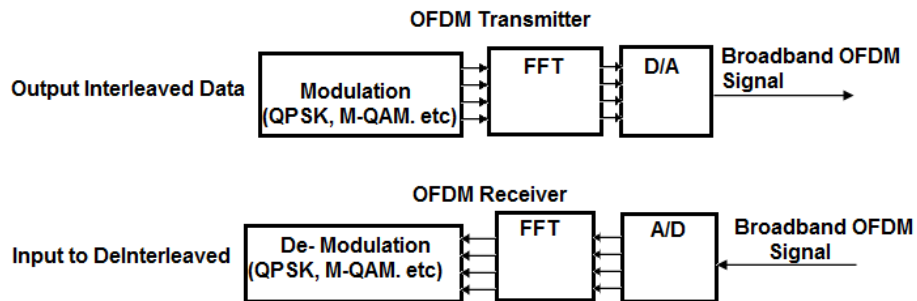 OFDM Transmitter
Output Interleaved Data
Modulation
(QPSK, M-QAM. etc)
FFT
D/A
Broadband OFDM
Signal
OFDM Receiver
Input to DeInterleaved
De- Modulation
(QPSK, M-QAM. etc)
FFT
A/D
Broadband OFDM
Signal